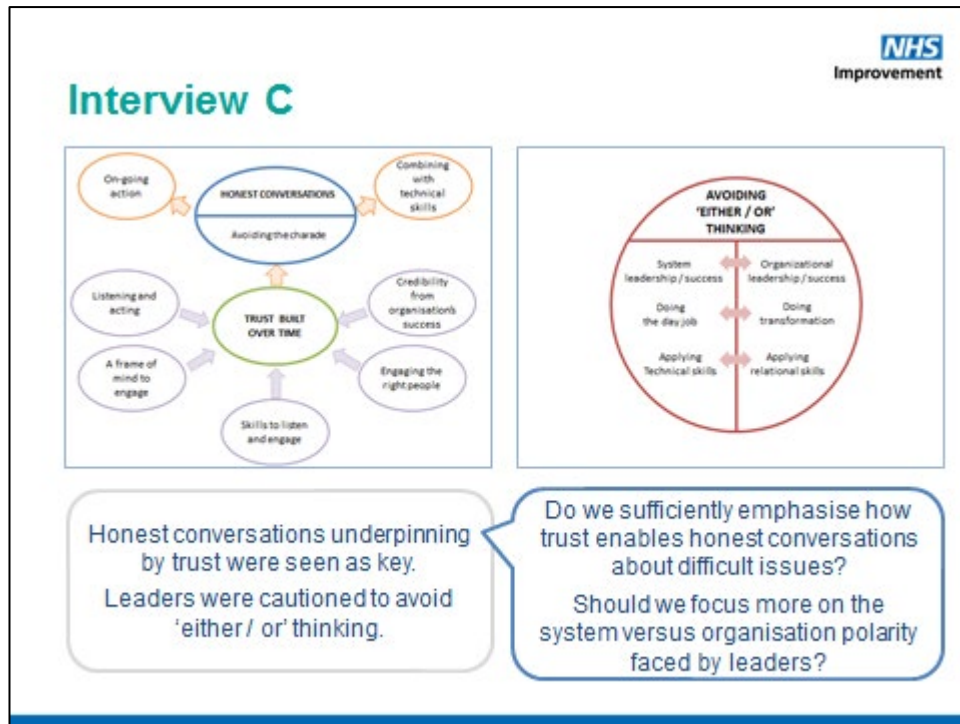 NHS
Improvement
Interview C
On-going
action
HONEST CONVERSATIONS
Avoiding the charade
Combining
with
technical
skills
Listening and
acting
TRUST BUILT
OVER TIME
Credibility
from
organisation's
success
A frame of
mind to
engage
Engaging the
right people
Skills to listen
and engage
AVOIDING
'EITHER / OR'
THINKING
System
leadership / success
Organizational
leadership / success
Doing
the day job
Doing
transformation
Applying
Technical skills
Applying
relational skills
Honest conversations underpinning
by trust were seen as key.
Leaders were cautioned to avoid
'either / or' thinking.
Do we sufficiently emphasise how
trust enables honest conversations
about difficult issues?
Should we focus more on the
system versus organisation polarity
faced by leaders?